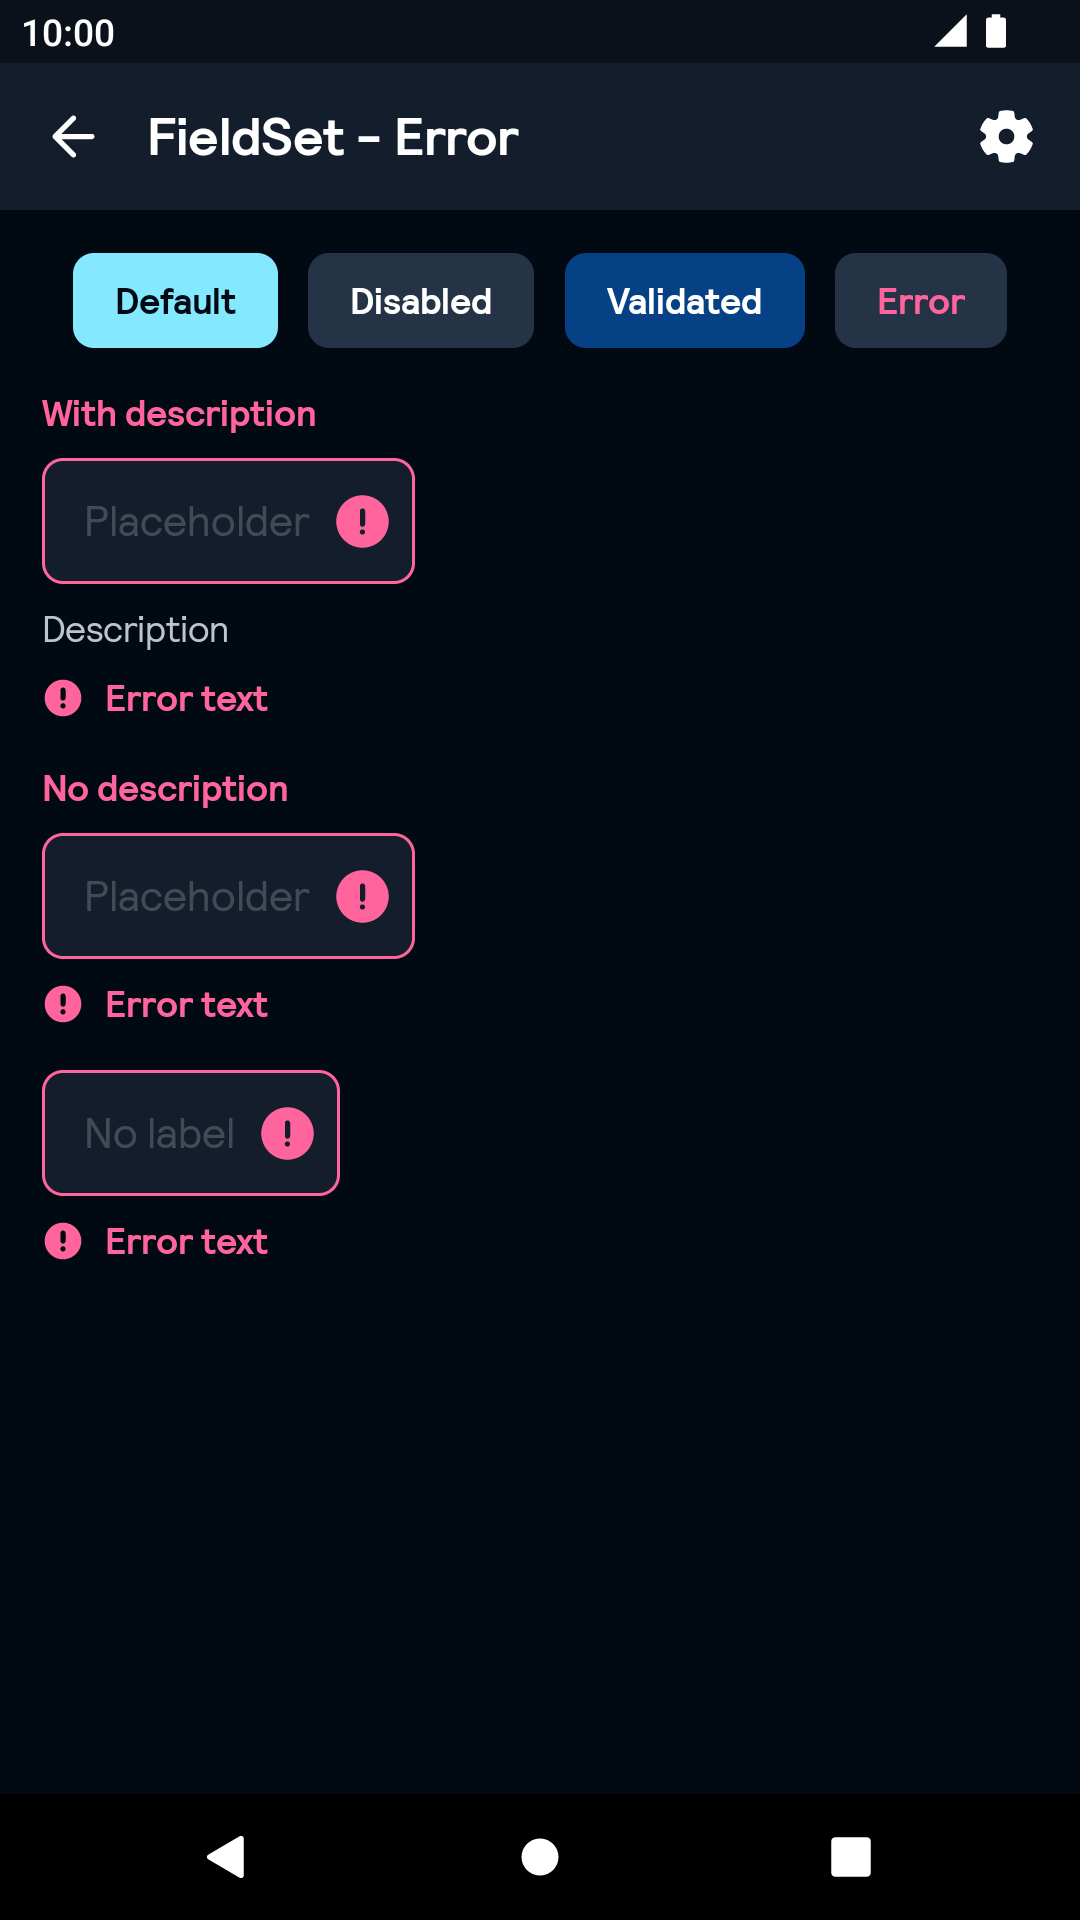 10:00
FieldSet - Error
Default Disabled Validated Error
With description
Placeholder
Description
Error text
No description
Placeholder
Error text
No label
Error text